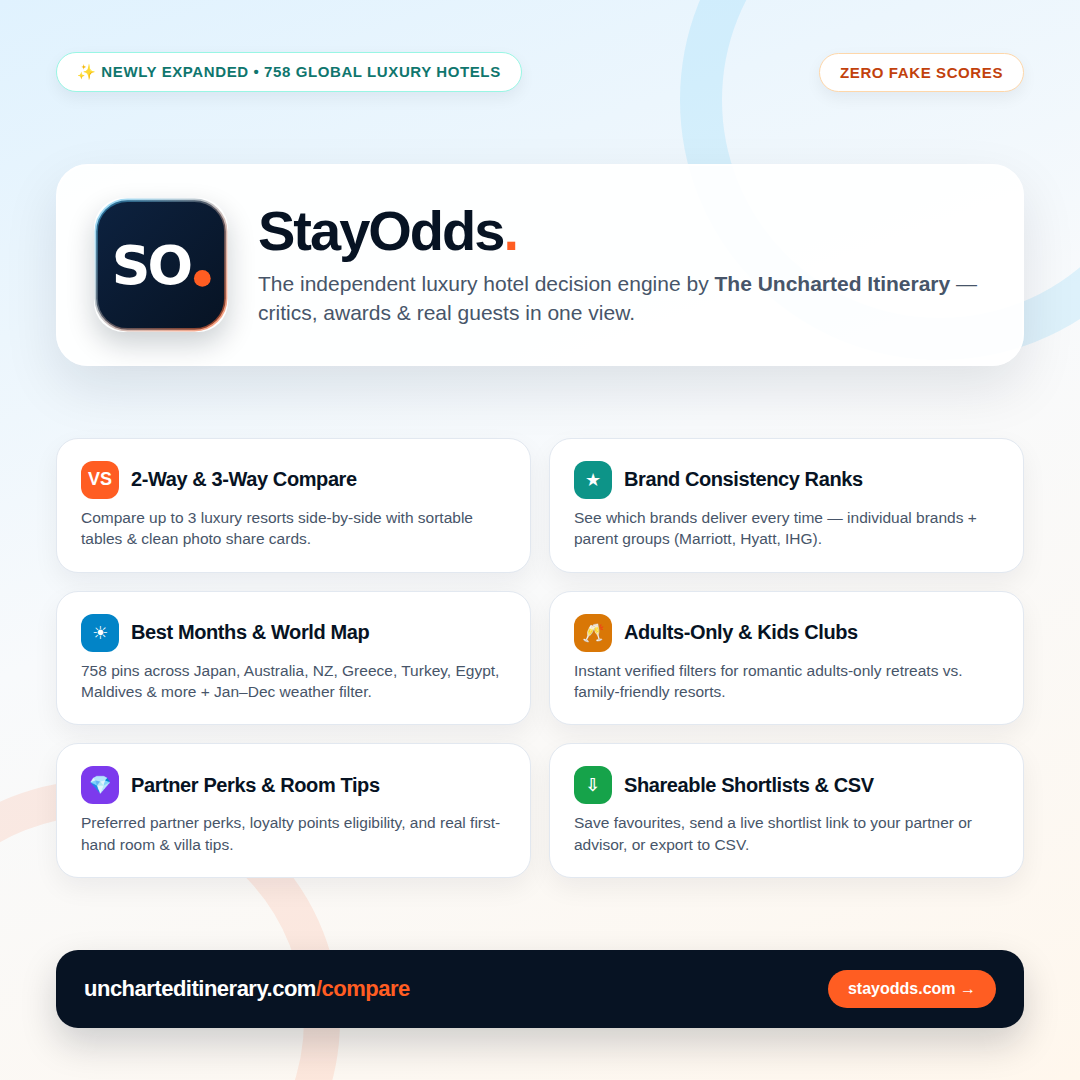 ✨ NEWLY EXPANDED • 758 GLOBAL LUXURY HOTELS
ZERO FAKE SCORES
SO.
StayOdds.
The independent luxury hotel decision engine by The Uncharted Itinerary —
critics, awards & real guests in one view.
VS 2-Way & 3-Way Compare
Compare up to 3 luxury resorts side-by-side with sortable
tables & clean photo share cards.
★ Brand Consistency Ranks
See which brands deliver every time — individual brands +
parent groups (Marriott, Hyatt, IHG).
☀ Best Months & World Map
758 pins across Japan, Australia, NZ, Greece, Turkey, Egypt,
Maldives & more + Jan–Dec weather filter.
🥂 Adults-Only & Kids Clubs
Instant verified filters for romantic adults-only retreats vs.
family-friendly resorts.
💎 Partner Perks & Room Tips
Preferred partner perks, loyalty points eligibility, and real first-
hand room & villa tips.
⇩ Shareable Shortlists & CSV
Save favourites, send a live shortlist link to your partner or
advisor, or export to CSV.
uncharteditinerary.com/compare
stayodds.com →